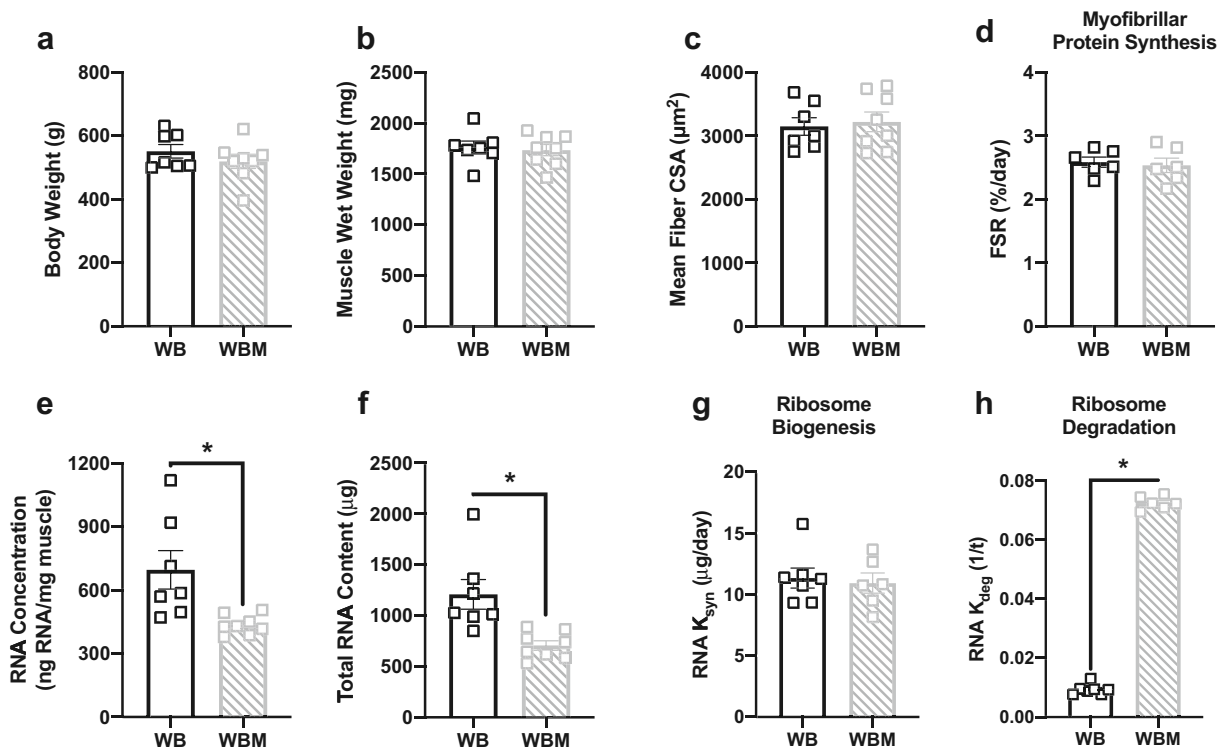 a
Body Weight (g)
800
600
400
200
0
WB WBM
b
Muscle Wet Weight (mg)
2500
2000
1500
1000
500
0
WB WBM
c
Mean Fiber CSA (µm²)
4000
3000
2000
1000
0
WB WBM
d
Myofibrillar
Protein Synthesis
FSR (%/day)
4
3
2
1
0
WB WBM
e
RNA Concentration
(ng RNA/mg muscle)
1200
900
600
300
0
*
WB WBM
f
Total RNA Content (µg)
2500
2000
1500
1000
500
0
*
WB WBM
g
Ribosome
Biogenesis
RNA Ksyn (µg/day)
20
15
10
5
0
WB WBM
h
Ribosome
Degradation
RNA Kdeg (1/t)
0.08
0.06
0.04
0.02
0.00
*
WB WBM